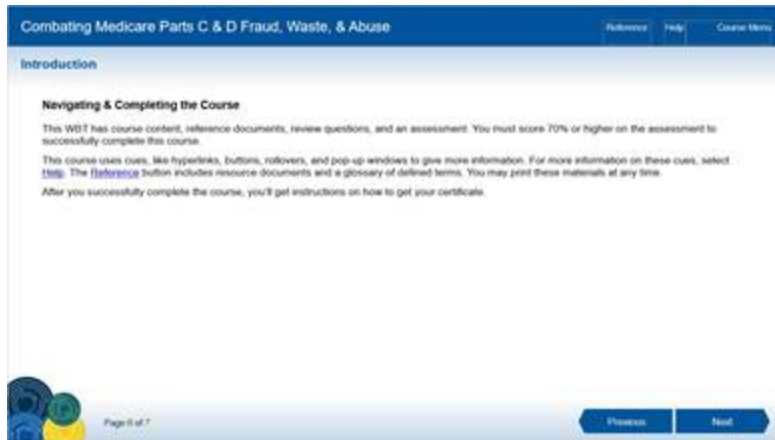 Combating Medicare Parts C & D Fraud, Waste, & Abuse
Reference Help Course Menu
Introduction
Navigating & Completing the Course
This WBT has course content, reference documents, review questions, and an assessment. You must score 70% or higher on the assessment to
successfully complete this course.
This course uses cues, like hyperlinks, buttons, rollovers, and pop-up windows to give more information. For more information on these cues, select
Help. The Reference button includes resource documents and a glossary of defined terms. You may print these materials at any time.
After you successfully complete the course, you'll get instructions on how to get your certificate.
Page 6 of 7
Previous Next